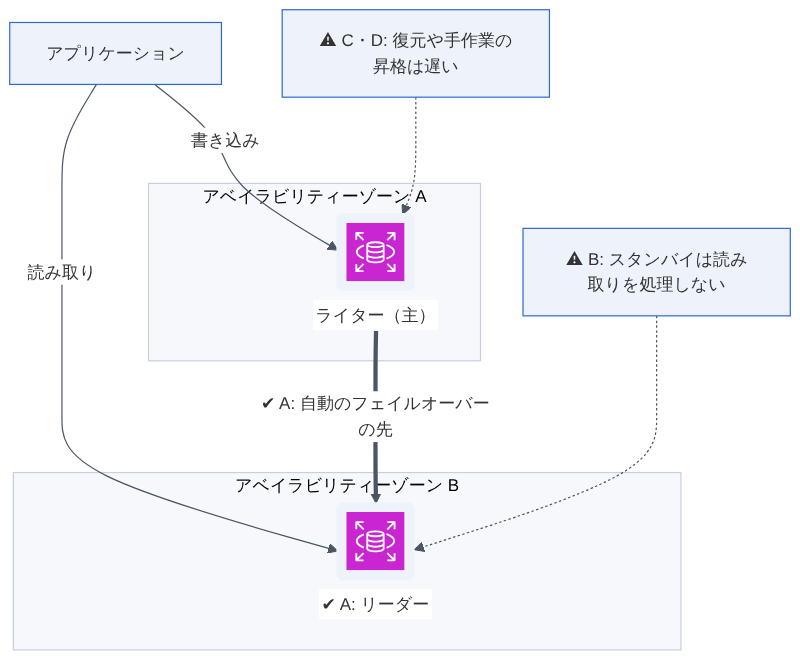 アプリケーション
⚠ C・D: 復元や手作業の
昇格は遅い
書き込み
アベイラビリティーゾーン A
読み取り
⚠ B: スタンバイは読み
取りを処理しない
ライター（主）
✔ A: 自動のフェイルオーバー
の先
アベイラビリティーゾーン B
✔ A: リーダー